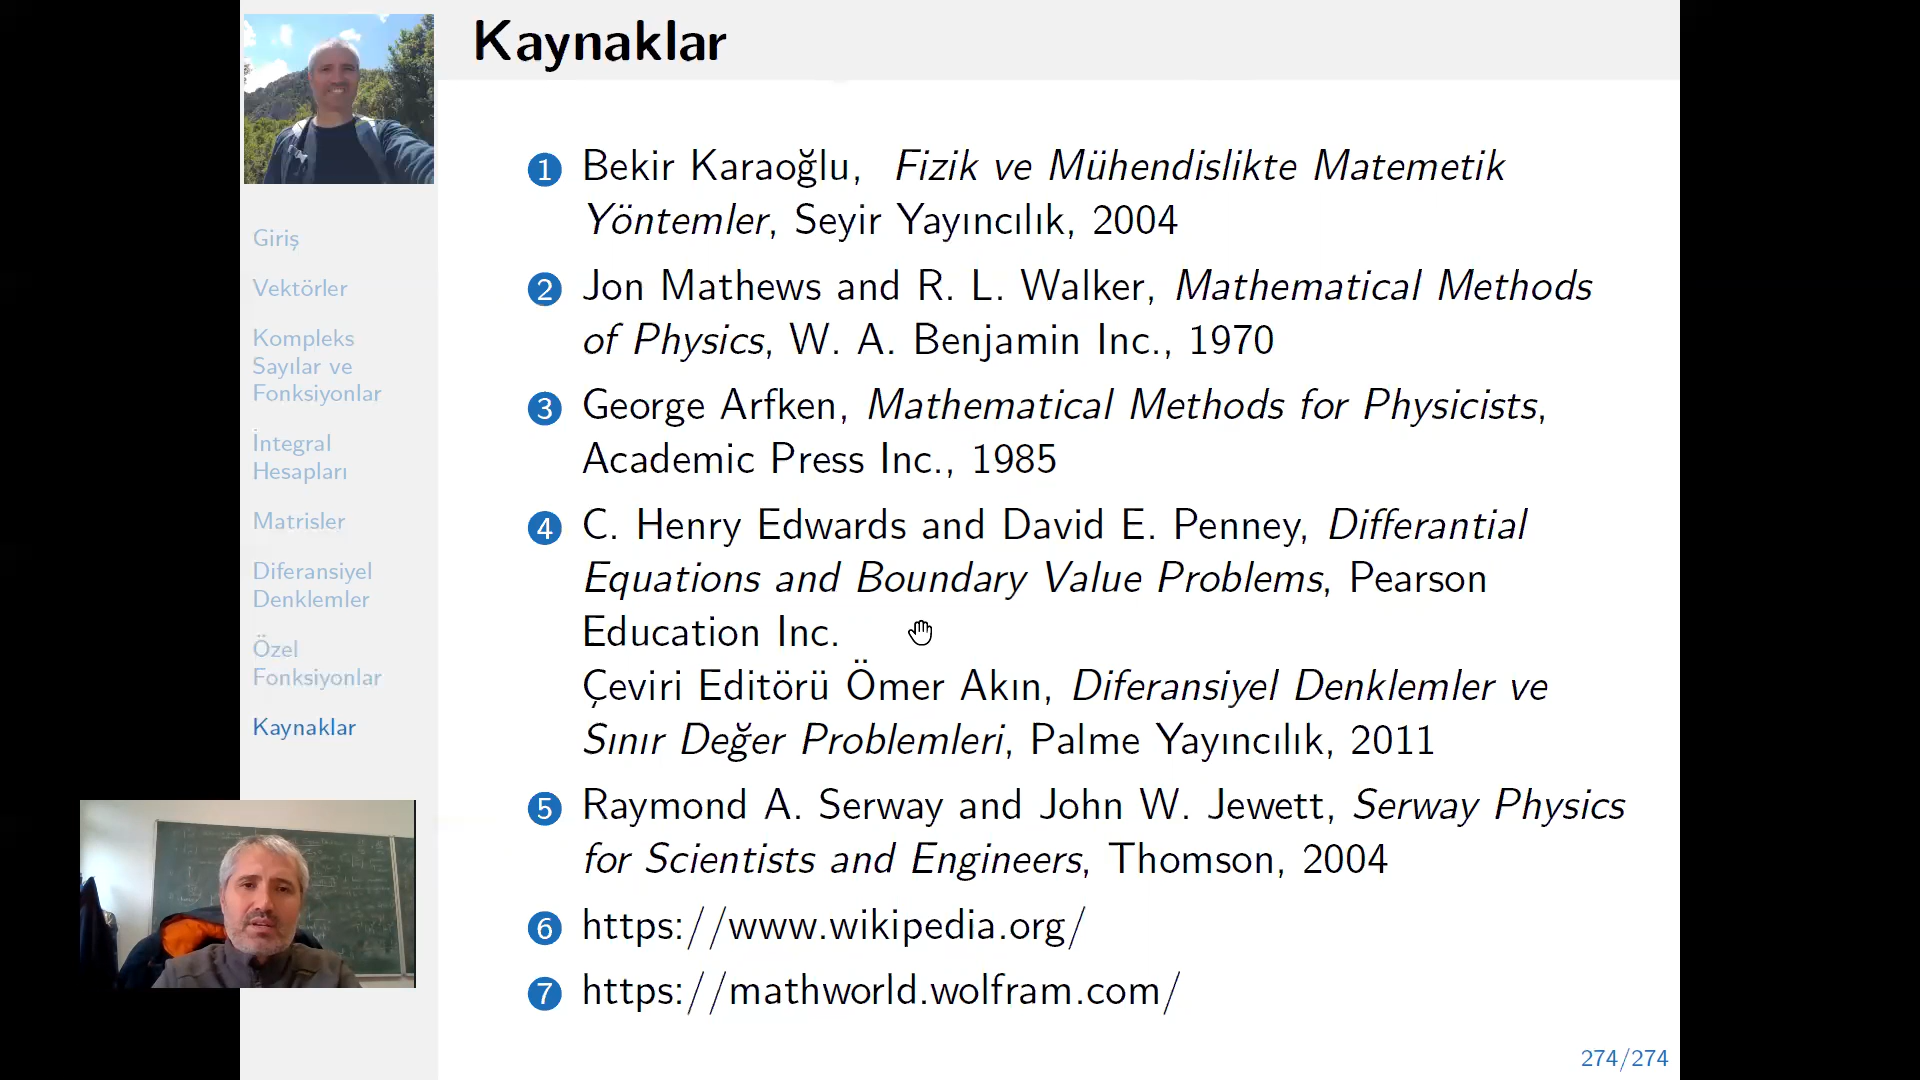 Kaynaklar
Giriş
Vektörler
Kompleks
Sayılar ve
Fonksiyonlar
İntegral
Hesapları
Matrisler
Diferansiyel
Denklemler
Özel
Fonksiyonlar
Kaynaklar
1 Bekir Karaoğlu, Fizik ve Mühendislikte Matemetik
Yöntemler, Seyir Yayıncılık, 2004
2 Jon Mathews and R. L. Walker, Mathematical Methods
of Physics, W. A. Benjamin Inc., 1970
3 George Arfken, Mathematical Methods for Physicists,
Academic Press Inc., 1985
4 C. Henry Edwards and David E. Penney, Differantial
Equations and Boundary Value Problems, Pearson
Education Inc.
Çeviri Editörü Ömer Akın, Diferansiyel Denklemler ve
Sınır Değer Problemleri, Palme Yayıncılık, 2011
5 Raymond A. Serway and John W. Jewett, Serway Physics
for Scientists and Engineers, Thomson, 2004
6 https://www.wikipedia.org/
7 https://mathworld.wolfram.com/
274/274